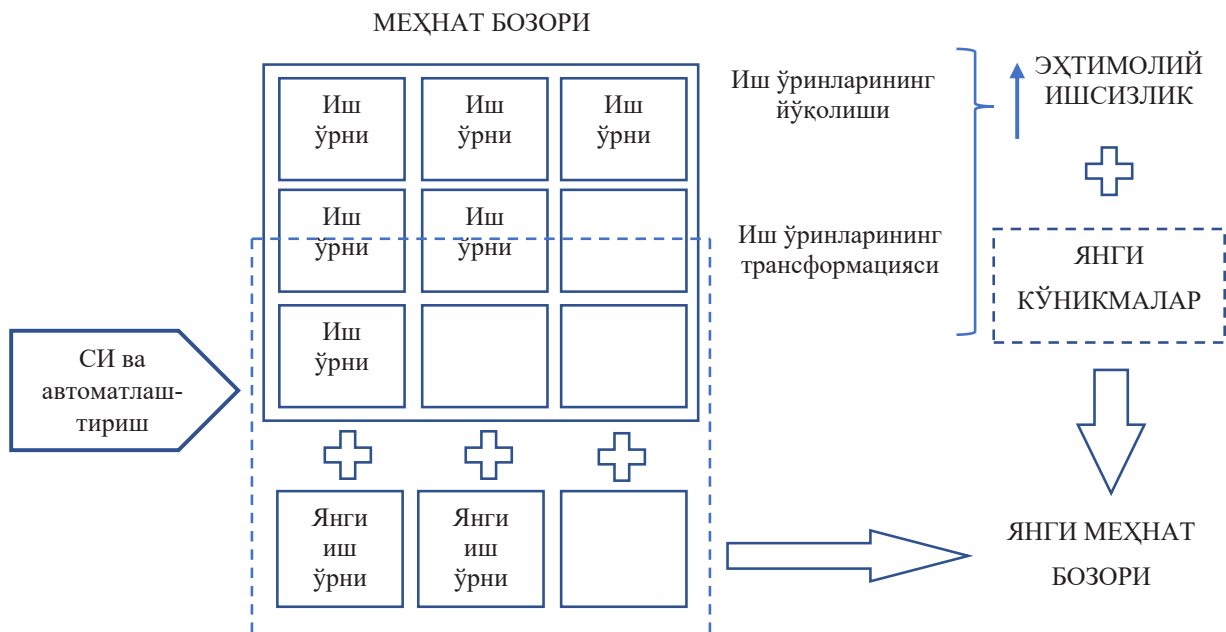 МЕҲНАТ БОЗОРИ
Иш
ўрни
Иш
ўрни
Иш
ўрни
Иш
ўрни
Иш
ўрни
Иш
ўрни
СИ ва
автоматлаш-
тириш
Янги
иш
ўрни
Янги
иш
ўрни
Иш ўринларининг
йўқолиши
Иш ўринларининг
трансформацияси
ЭҲТИМОЛИЙ
ИШСИЗЛИК
ЯНГИ
КЎНИКМАЛАР
ЯНГИ МЕҲНАТ
БОЗОРИ